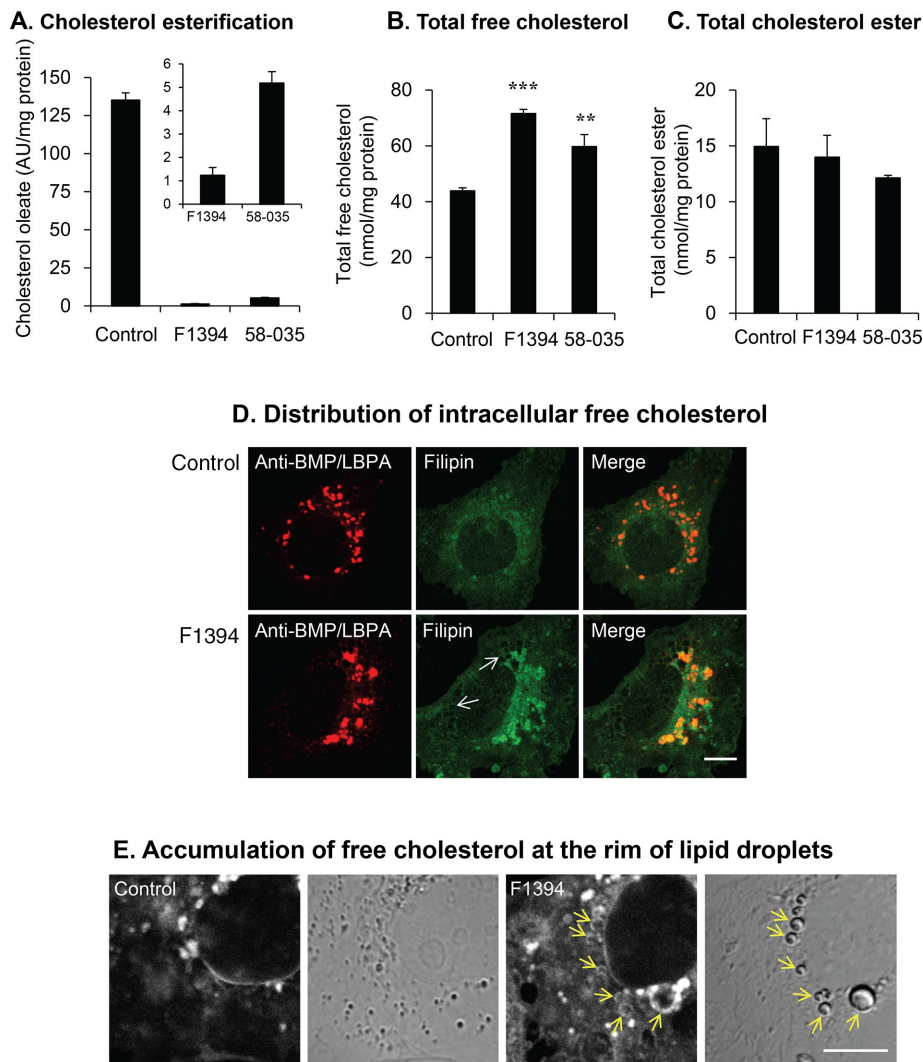 A. Cholesterol esterification
Cholesterol oleate (AU/mg protein)
150
125
100
75
50
25
0
6
5
4
3
2
1
0
F1394
58-035
Control
F1394
58-035
B. Total free cholesterol
Total free cholesterol
(nmol/mg protein)
80
60
40
20
0
***
**
Control
F1394
58-035
C. Total cholesterol ester
Total cholesterol ester
(nmol/mg protein)
20
15
10
5
0
Control
F1394
58-035
D. Distribution of intracellular free cholesterol
Control
Anti-BMP/LBPA
Filipin
Merge
F1394
Anti-BMP/LBPA
Filipin
Merge
E. Accumulation of free cholesterol at the rim of lipid droplets
Control
F1394